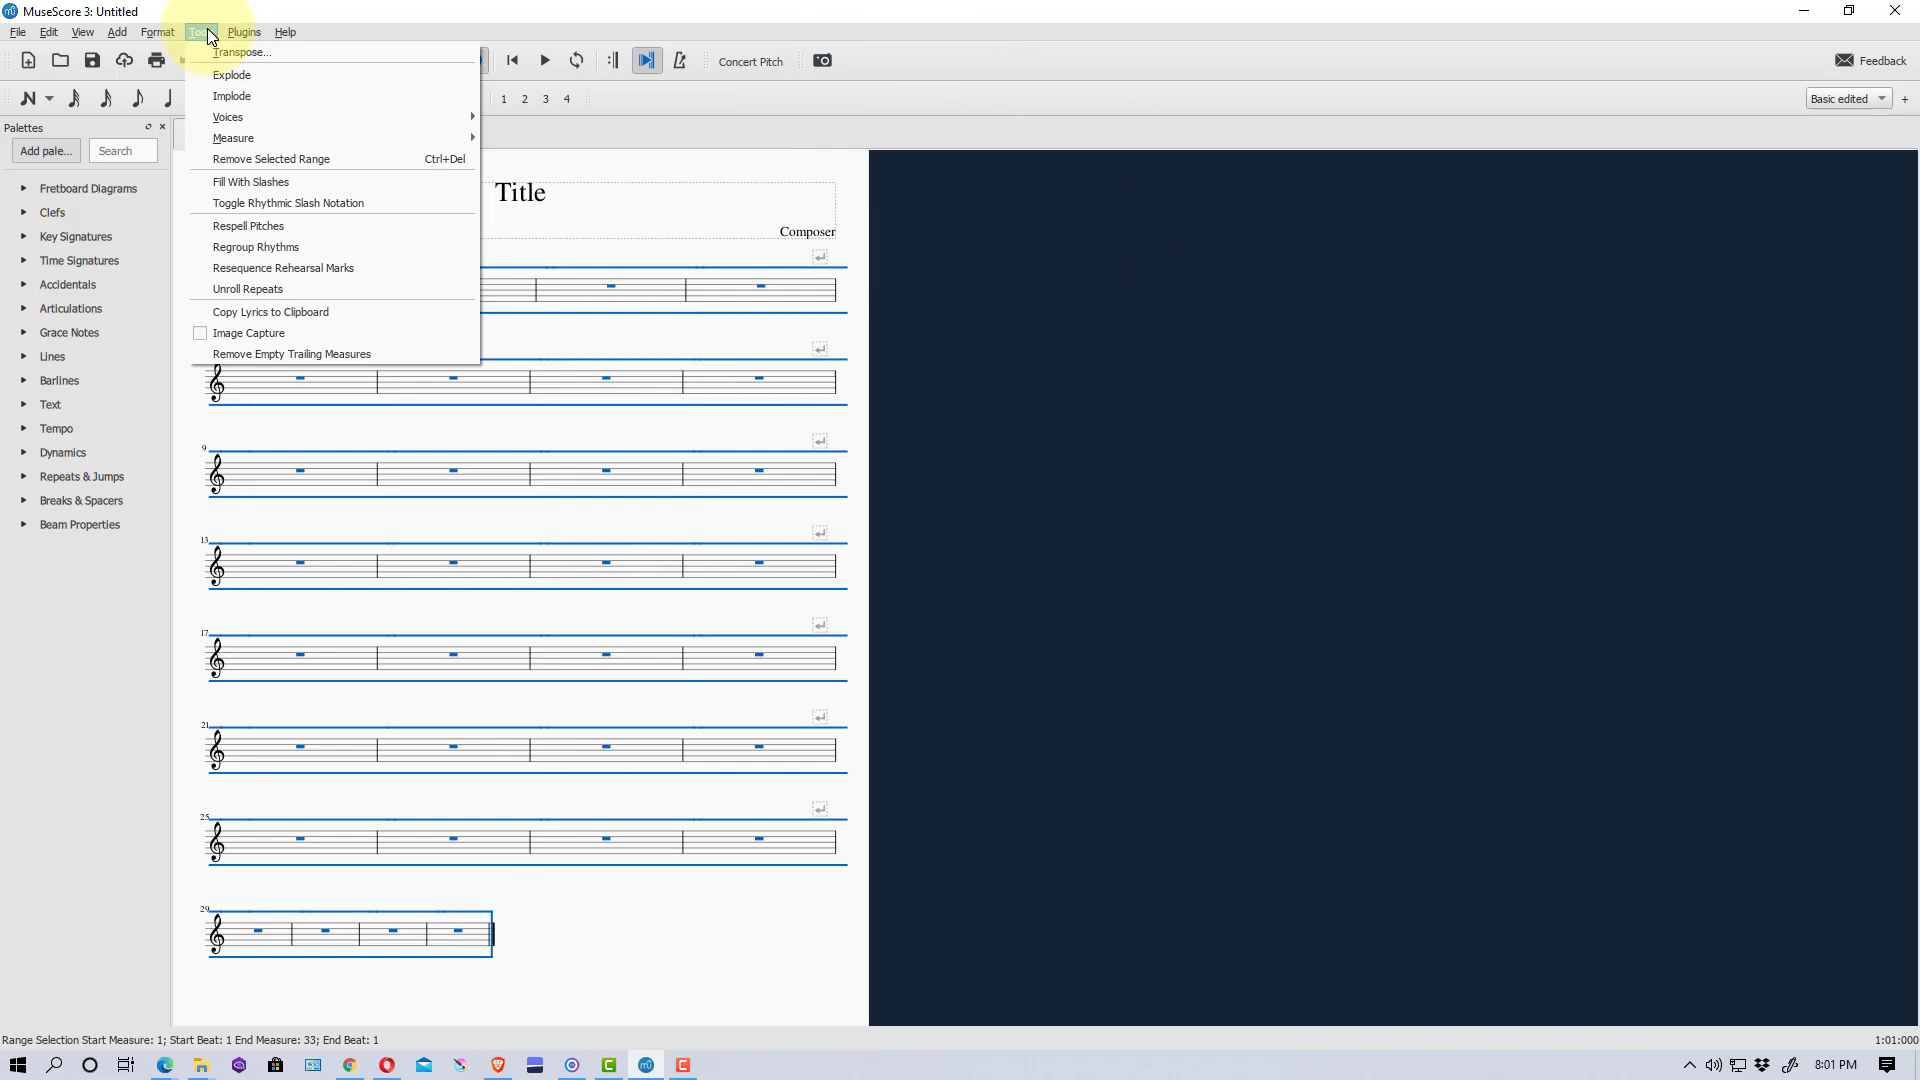 MuseScore 3: Untitled
File Edit View Add Format Plugins Help
Concert Pitch
Feedback
1 2 3 4
Basic edited
+
Palettes
Add pale...
Search
Fretboard Diagrams
Clefs
Key Signatures
Time Signatures
Accidentals
Articulations
Grace Notes
Lines
Barlines
Text
Tempo
Dynamics
Repeats & Jumps
Breaks & Spacers
Beam Properties
Transpose...
Explode
Implode
Voices
Measure
Remove Selected Range Ctrl+Del
Fill With Slashes
Toggle Rhythmic Slash Notation
Respell Pitches
Regroup Rhythms
Resequence Rehearsal Marks
Unroll Repeats
Copy Lyrics to Clipboard
Image Capture
Remove Empty Trailing Measures
Title
Composer
9
13
17
21
25
29
Range Selection Start Measure: 1; Start Beat: 1 End Measure: 33; End Beat: 1
1:01:000
8:01 PM